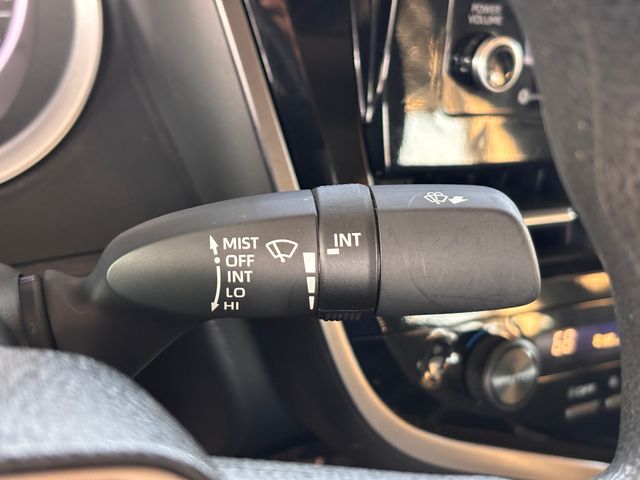 POWER
VOLUME
MIST
OFF
INT
LO
HI
INT